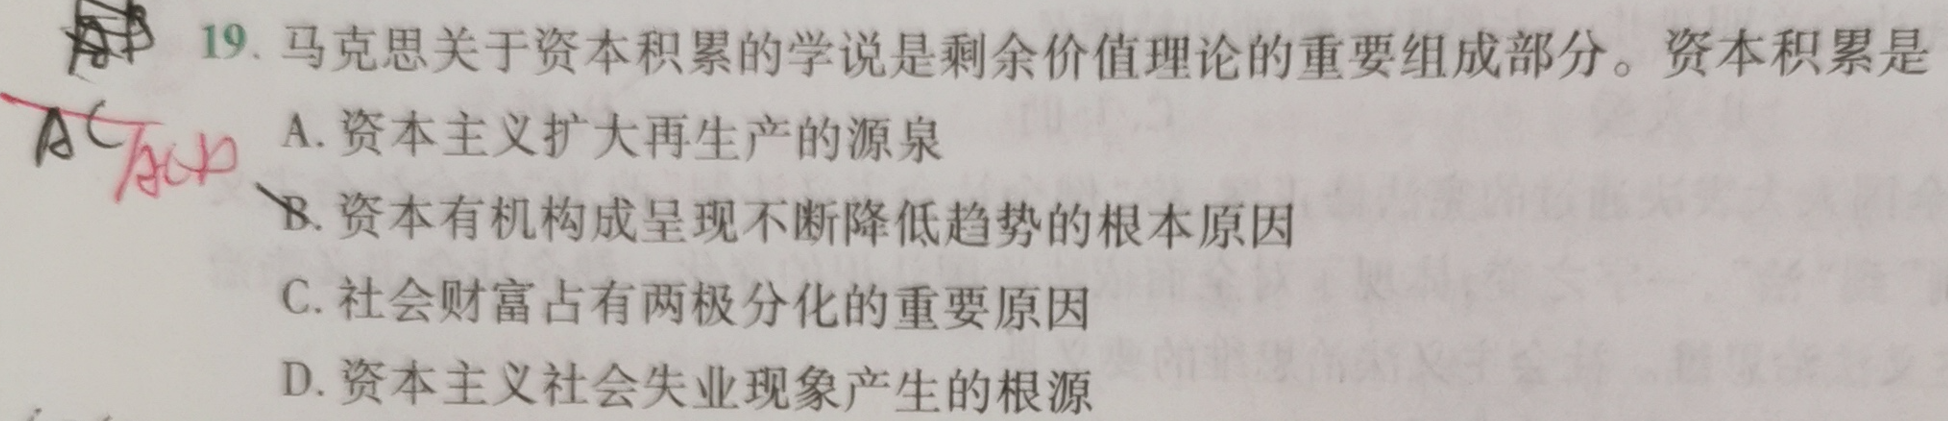 19. 马克思关于资本积累的学说是剩余价值理论的重要组成部分。资本积累是
AC
ACD
A. 资本主义扩大再生产的源泉
B. 资本有机构成呈现不断降低趋势的根本原因
C. 社会财富占有两极分化的重要原因
D. 资本主义社会失业现象产生的根源